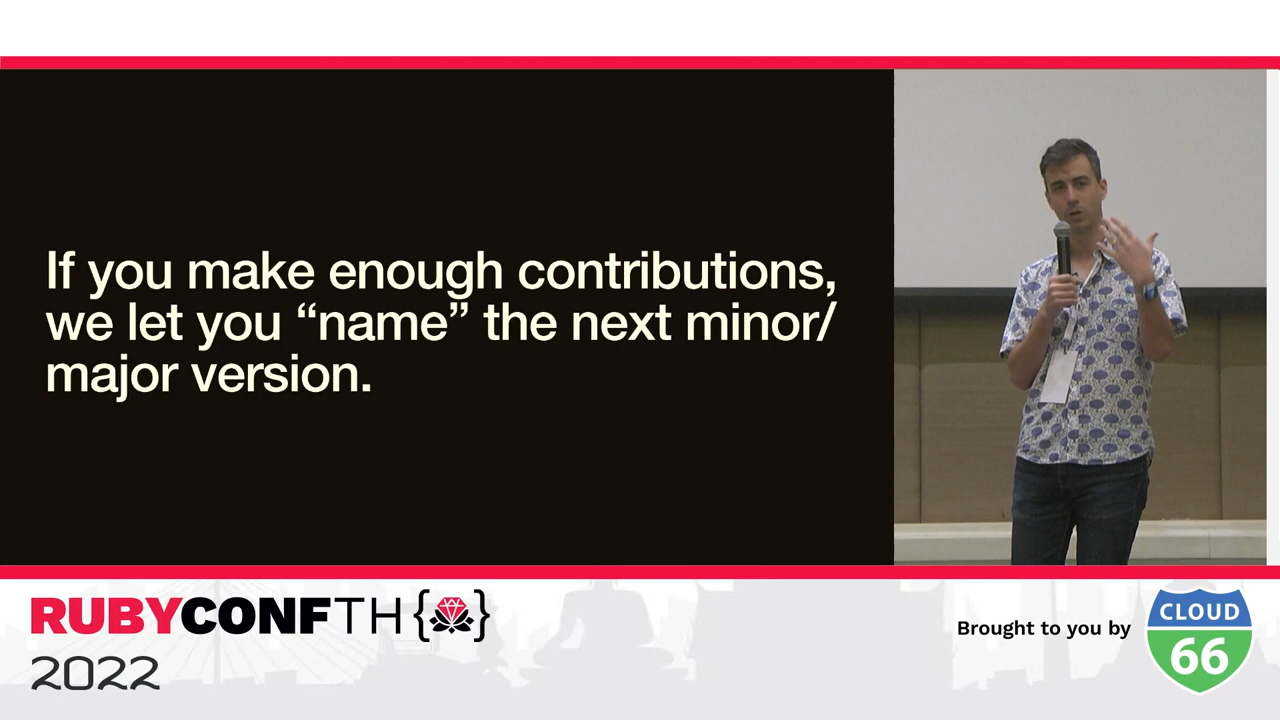 If you make enough contributions,
we let you “name” the next minor/
major version.
RUBYCONFTH
2022
Brought to you by
CLOUD
66